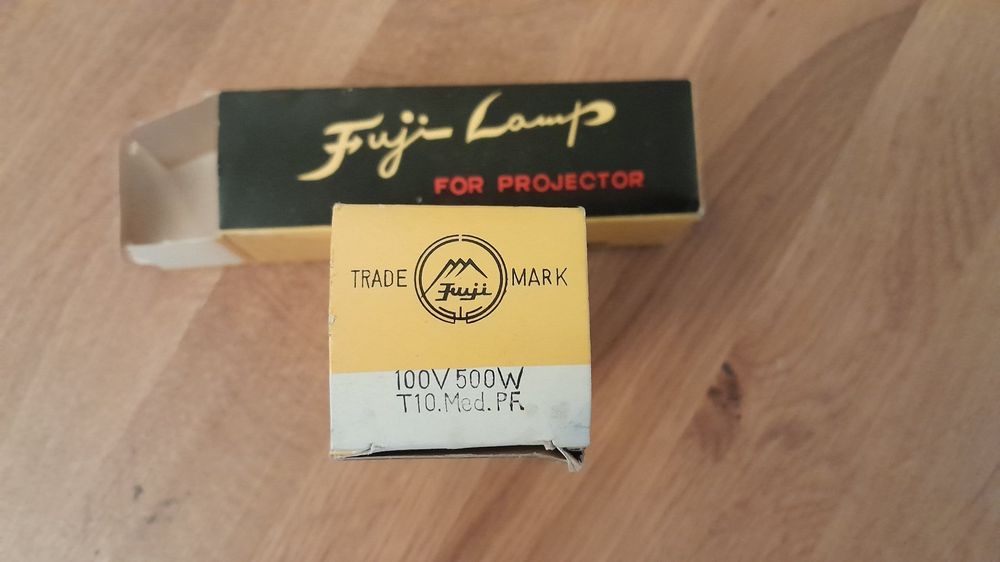 Fuji Lamp
FOR PROJECTOR
TRADE Fuji MARK
100V 500W
T10.Med.PF.